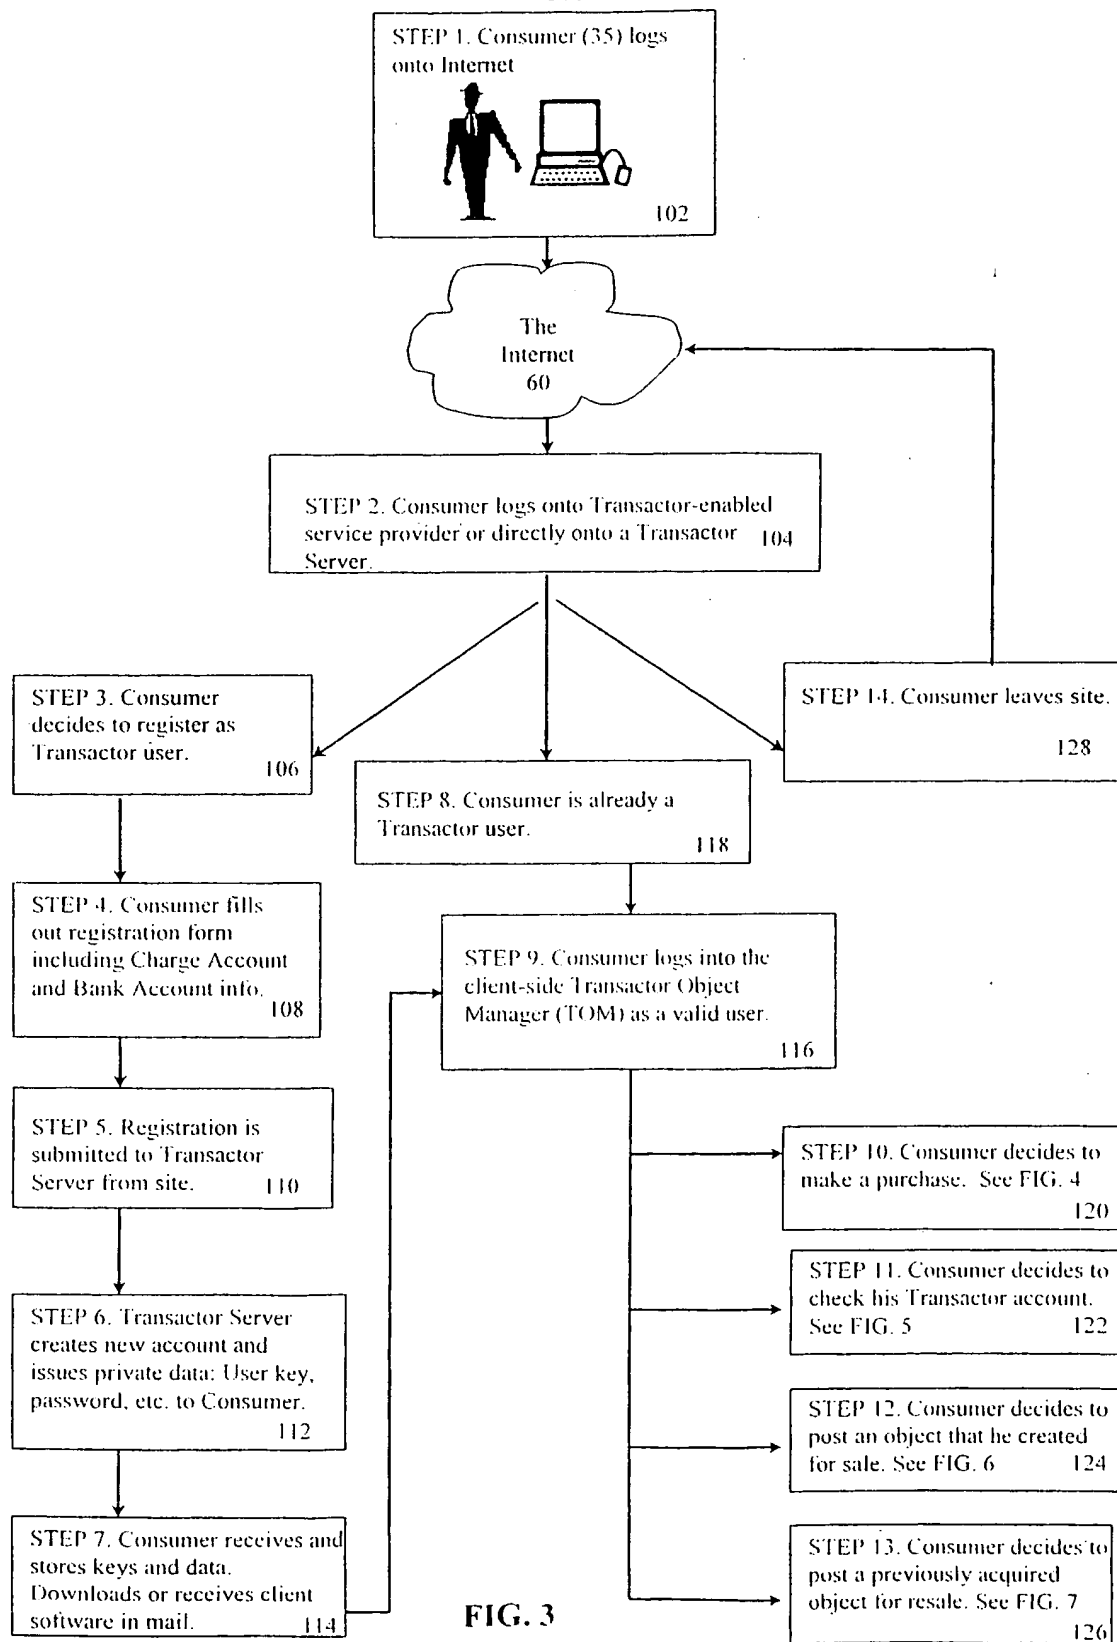 STEP 1. Consumer (35) logs
onto Internet
102
The
Internet
60
STEP 2. Consumer logs onto Transactor-enabled
service provider or directly onto a Transactor
Server.
104
STEP 3. Consumer
decides to register as
Transactor user.
106
STEP 14. Consumer leaves site.
128
STEP 8. Consumer is already a
Transactor user.
118
STEP 4. Consumer fills
out registration form
including Charge Account
and Bank Account info.
108
STEP 9. Consumer logs into the
client-side Transactor Object
Manager (TOM) as a valid user.
116
STEP 5. Registration is
submitted to Transactor
Server from site.
110
STEP 10. Consumer decides to
make a purchase. See FIG. 4
120
STEP 11. Consumer decides to
check his Transactor account.
See FIG. 5
122
STEP 6. Transactor Server
creates new account and
issues private data: User key,
password, etc. to Consumer.
112
STEP 12. Consumer decides to
post an object that he created
for sale. See FIG. 6
124
STEP 7. Consumer receives and
stores keys and data.
Downloads or receives client
software in mail.
114
STEP 13. Consumer decides to
post a previously acquired
object for resale. See FIG. 7
126
FIG. 3